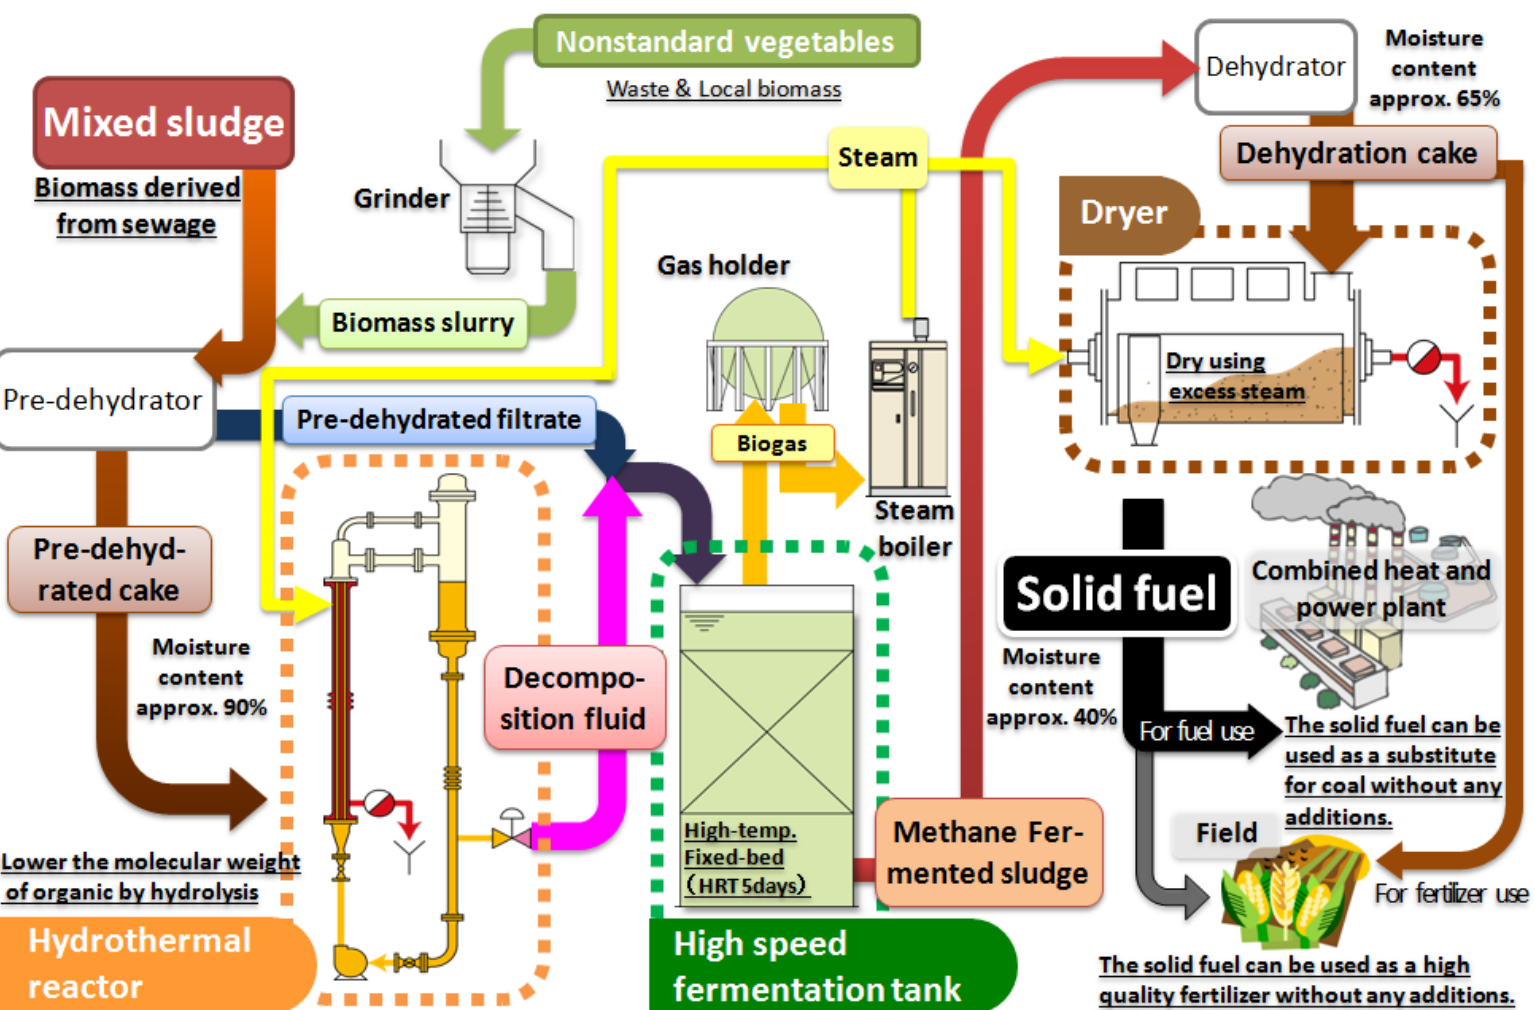 Nonstandard vegetables
Waste & Local biomass
Mixed sludge
Biomass derived
from sewage
Grinder
Biomass slurry
Pre-dehydrator
Pre-dehydrated filtrate
Pre-dehyd-
rated cake
Moisture
content
approx. 90%
Lower the molecular weight
of organic by hydrolysis
Hydrothermal
reactor
Decompo-
sition fluid
Steam
Gas holder
Biogas
Steam
boiler
High-temp.
Fixed-bed
(HRT5days)
High speed
fermentation tank
Methane Fer-
mented sludge
Dehydrator
Moisture
content
approx. 65%
Dehydration cake
Dryer
Dry using
excess steam
Solid fuel
Moisture
content
approx. 40%
Combined heat and
power plant
For fuel use
The solid fuel can be
used as a substitute
for coal without any
additions.
Field
For fertilizer use
The solid fuel can be used as a high
quality fertilizer without any additions.